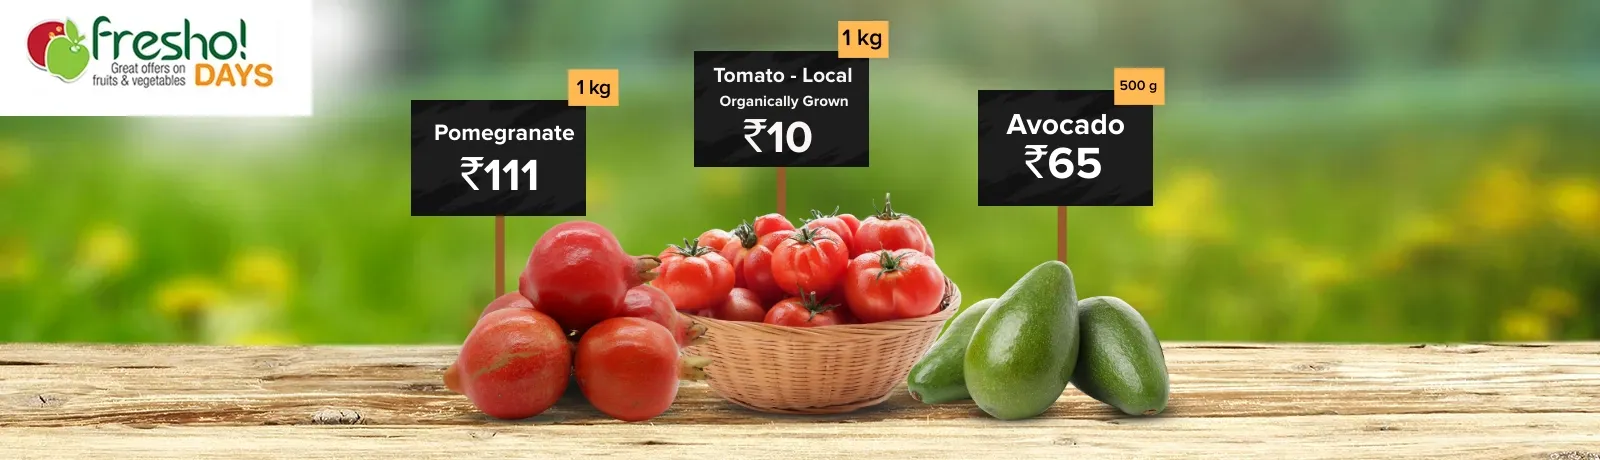 fresho!
Great offers on
fruits & vegetables
DAYS
1 kg
Pomegranate
₹111
1 kg
Tomato - Local
Organically Grown
₹10
500 g
Avocado
₹65